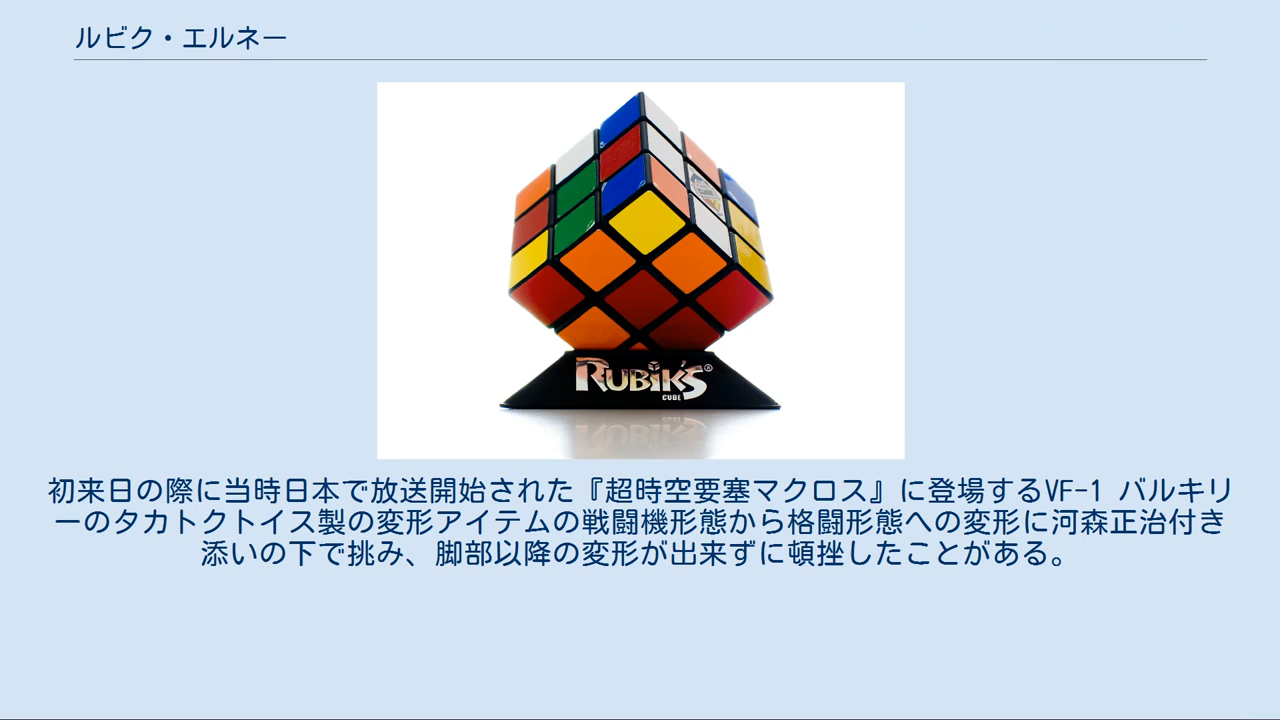 ルビク・エルネー
RUBIK'S®
CUBE
初来日の際に当時日本で放送開始された『超時空要塞マクロス』に登場するVF-1 バルキリ
ーのタカトクトイス製の変形アイテムの戦闘機形態から格闘形態への変形に河森正治付き
添いの下で挑み、脚部以降の変形が出来ずに頓挫したことがある。